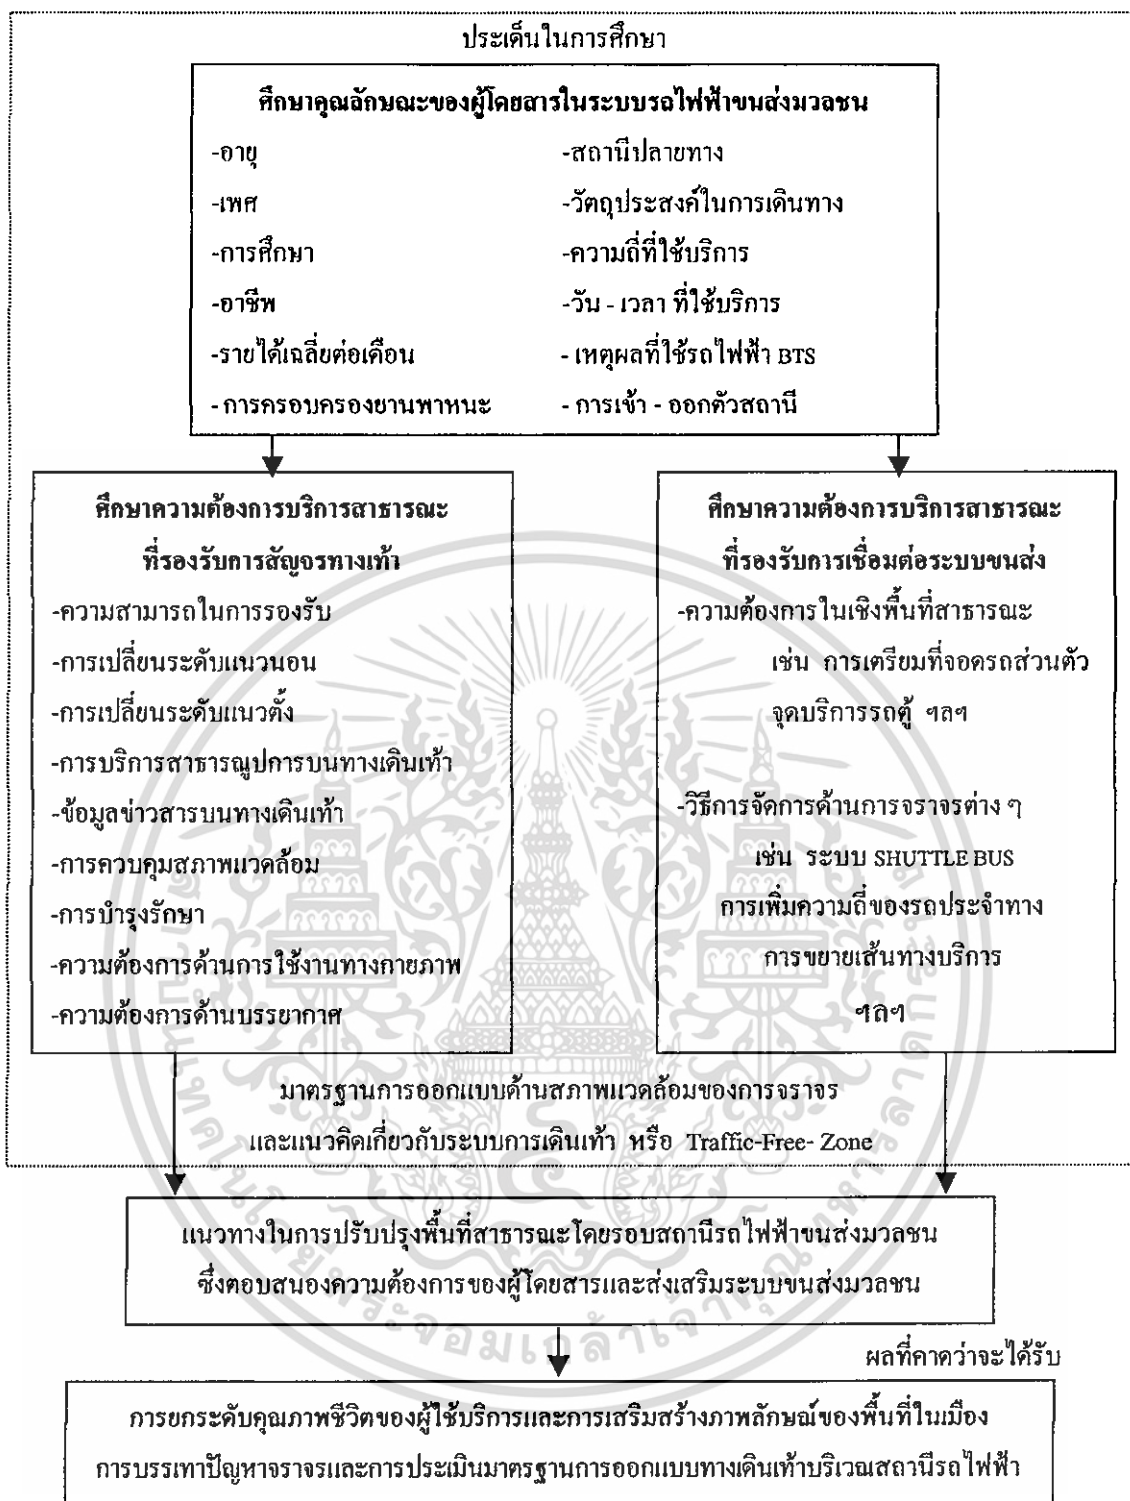 ประเด็นในการศึกษา
ศึกษาคุณลักษณะของผู้โดยสารในระบบรถไฟฟ้าขนส่งมวลชน
-อายุ -สถานีปลายทาง
-เพศ -วัตถุประสงค์ในการเดินทาง
-การศึกษา -ความถี่ที่ใช้บริการ
-อาชีพ -วัน - เวลา ที่ใช้บริการ
-รายได้เฉลี่ยต่อเดือน - เหตุผลที่ใช้รถไฟฟ้า BTS
- การครอบครองยานพาหนะ - การเข้า - ออกตัวสถานี
ศึกษาความต้องการบริการสาธารณะ
ที่รองรับการสัญจรทางเท้า
-ความสามารถในการรองรับ
-การเปลี่ยนระดับแนวนอน
-การเปลี่ยนระดับแนวตั้ง
-การบริการสาธารณูปการบนทางเดินเท้า
-ข้อมูลข่าวสารบนทางเดินเท้า
-การควบคุมสภาพแวดล้อม
-การบำรุงรักษา
-ความต้องการด้านการใช้งานทางกายภาพ
-ความต้องการด้านบรรยากาศ
ศึกษาความต้องการบริการสาธารณะ
ที่รองรับการเชื่อมต่อระบบขนส่ง
-ความต้องการในเชิงพื้นที่สาธารณะ
เช่น การเตรียมที่จอดรถส่วนตัว
จุดบริการรถตู้ ฯลฯ
-วิธีการจัดการด้านการจราจรต่าง ๆ
เช่น ระบบ SHUTTLE BUS
การเพิ่มความถี่ของรถประจำทาง
การขยายเส้นทางบริการ
ฯลฯ
มาตรฐานการออกแบบด้านสภาพแวดล้อมของการจราจร
และแนวคิดเกี่ยวกับระบบการเดินเท้า หรือ Traffic-Free- Zone
แนวทางในการปรับปรุงพื้นที่สาธารณะโดยรอบสถานีรถไฟฟ้าขนส่งมวลชน
ซึ่งตอบสนองความต้องการของผู้โดยสารและส่งเสริมระบบขนส่งมวลชน
ผลที่คาดว่าจะได้รับ
การยกระดับคุณภาพชีวิตของผู้ใช้บริการและการเสริมสร้างภาพลักษณ์ของพื้นที่ในเมือง
การบรรเทาปัญหาจราจรและการประเมินมาตรฐานการออกแบบทางเดินเท้าบริเวณสถานีรถไฟฟ้า